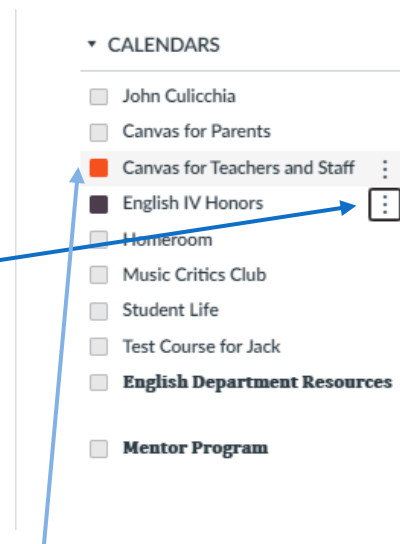 CALENDARS
John Culicchia
Canvas for Parents
Canvas for Teachers and Staff
English IV Honors
Homeroom
Music Critics Club
Student Life
Test Course for Jack
English Department Resources
Mentor Program